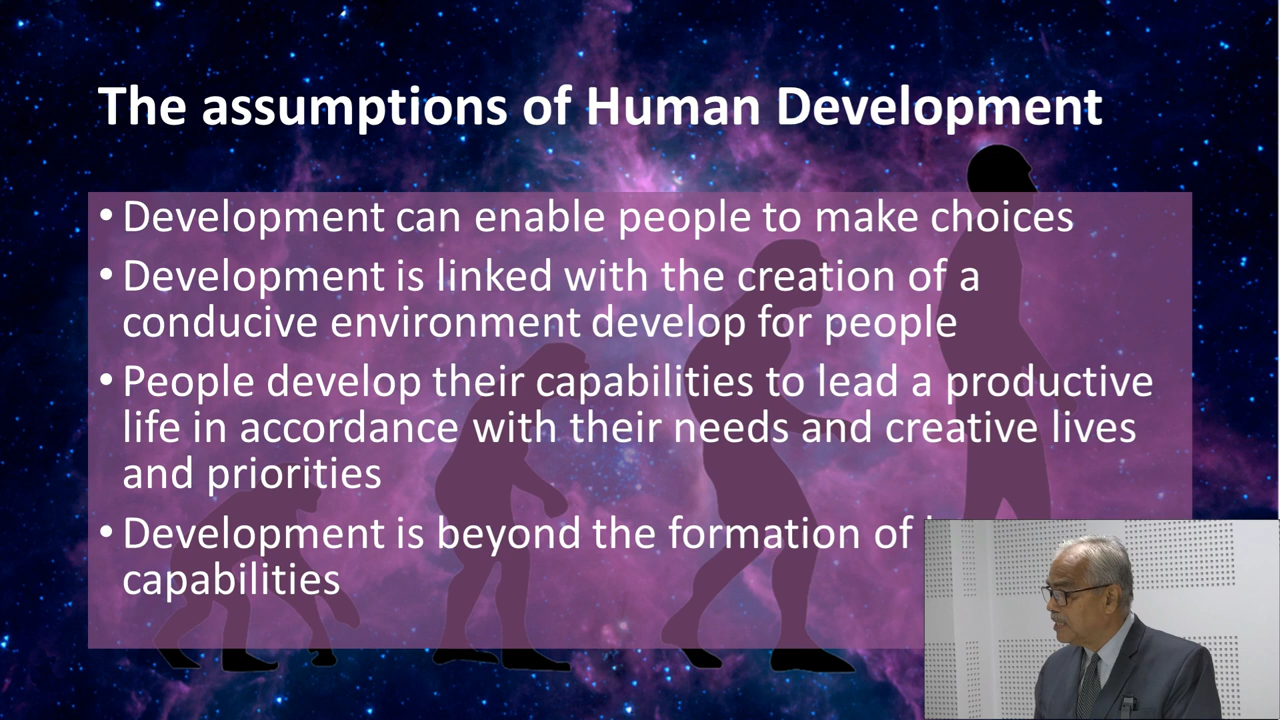 The assumptions of Human Development
• Development can enable people to make choices
• Development is linked with the creation of a
conducive environment develop for people
• People develop their capabilities to lead a productive
life in accordance with their needs and creative lives
and priorities
• Development is beyond the formation of
capabilities